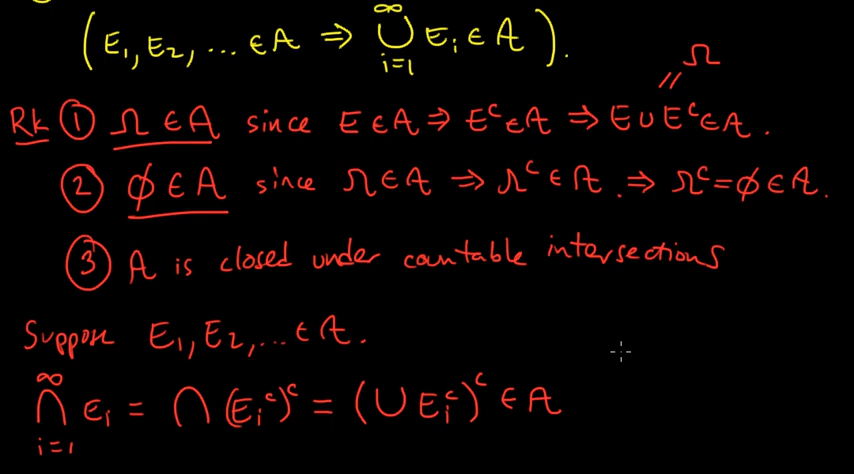 (E₁, E₂, ... ∈ A ⇒ ⋃_{i=1}^{∞} Eᵢ ∈ A).
Rk ① Ω ∈ A since E ∈ A ⇒ Eᶜ ∈ A ⇒ E ∪ Eᶜ ∈ A. = Ω
② ϕ ∈ A since Ω ∈ A ⇒ Ωᶜ ∈ A. ⇒ Ωᶜ = ϕ ∈ A.
③ A is closed under countable intersections
Suppose E₁, E₂, ... ∈ A.
⋂_{i=1}^{∞} Eᵢ = ⋂ (Eᵢᶜ)ᶜ = (⋃ Eᵢᶜ)ᶜ ∈ A